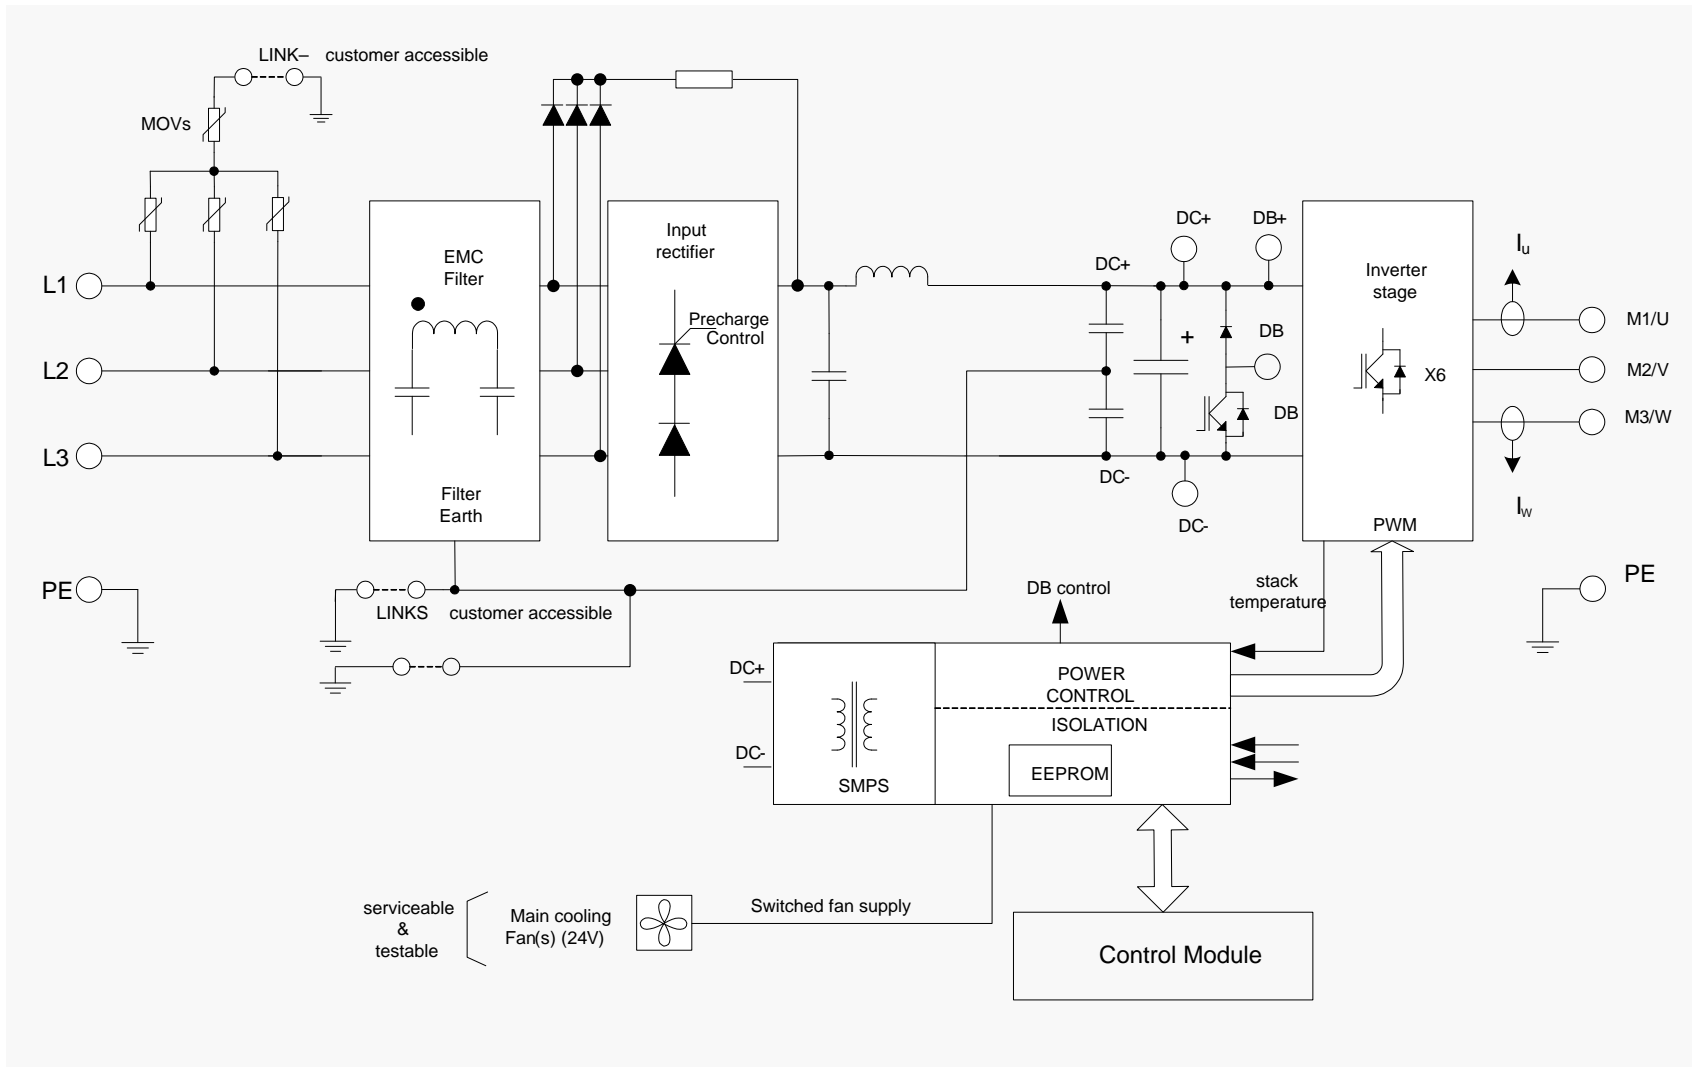 LINK– customer accessible
MOVs
L1
L2
L3
PE
EMC
Filter
Filter
Earth
LINKS customer accessible
Input
rectifier
Precharge
Control
DC+
DC-
DC+
DB+
+
DB
DB
DC-
Inverter
stage
X6
PWM
Iu
M1/U
M2/V
M3/W
Iw
PE
stack
temperature
DB control
DC+
DC-
SMPS
POWER
CONTROL
ISOLATION
EEPROM
Switched fan supply
serviceable
&
testable
Main cooling
Fan(s) (24V)
Control Module